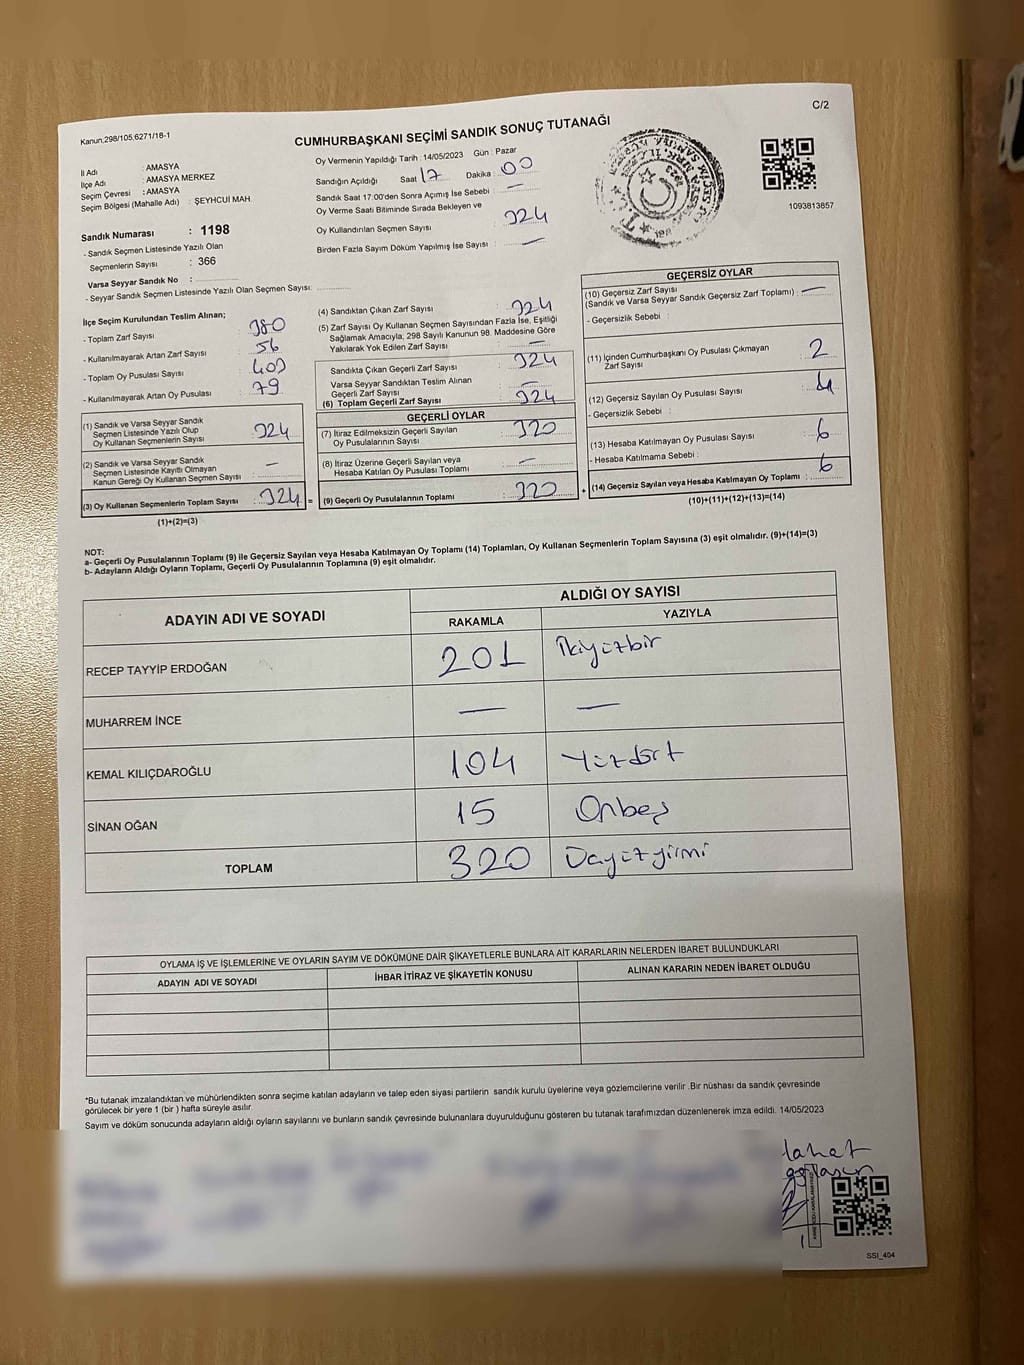 C/2
Kanun,298/105,6271/18-1
CUMHURBAŞKANI SEÇİMİ SANDIK SONUÇ TUTANAĞI
İl Adı : AMASYA
İlçe Adı : AMASYA MERKEZ
Seçim Çevresi : AMASYA
Seçim Bölgesi (Mahalle Adı) : ŞEYHCUİ MAH.
Oy Vermenin Yapıldığı Tarih : 14/05/2023 Gün : Pazar
Sandığın Açıldığı Saat 17 Dakika : 00
Sandık Saat 17:00'den Sonra Açımış İse Sebebi : —
Oy Verme Saati Bitiminde Sırada Bekleyen ve
Oy Kullandırılan Seçmen Sayısı : 324
Birden Fazla Sayım Döküm Yapılmış İse Sayısı : —
1093813857
Sandık Numarası : 1198
- Sandık Seçmen Listesinde Yazılı Olan
Seçmenlerin Sayısı : 366
Varsa Seyyar Sandık No :
- Seyyar Sandık Seçmen Listesinde Yazılı Olan Seçmen Sayısı:
İlçe Seçim Kurulundan Teslim Alınan;
- Toplam Zarf Sayısı : 380
- Kullanılmayarak Artan Zarf Sayısı : 56
- Toplam Oy Pusulası Sayısı : 403
- Kullanılmayarak Artan Oy Pusulası : 79
(1) Sandık ve Varsa Seyyar Sandık
Seçmen Listesinde Yazılı Olup
Oy Kullanan Seçmenlerin Sayısı : 324
(2) Sandık ve Varsa Seyyar Sandık
Seçmen Listesinde Kayıtlı Olmayan
Kanun Gereği Oy Kullanan Seçmen Sayısı : —
(3) Oy Kullanan Seçmenlerin Toplam Sayısı : 324 =
(1)+(2)=(3)
(4) Sandıktan Çıkan Zarf Sayısı : 324
(5) Zarf Sayısı Oy Kullanan Seçmen Sayısından Fazla İse, Eşitliği
Sağlamak Amacıyla, 298 Sayılı Kanunun 98. Maddesine Göre
Yakılarak Yok Edilen Zarf Sayısı : —
Sandıkta Çıkan Geçerli Zarf Sayısı : 324
Varsa Seyyar Sandıktan Teslim Alınan
Geçerli Zarf Sayısı : —
(6) Toplam Geçerli Zarf Sayısı : 324
GEÇERLİ OYLAR
(7) İtiraz Edilmeksizin Geçerli Sayılan
Oy Pusulalarının Sayısı : 320
(8) İtiraz Üzerine Geçerli Sayılan veya
Hesaba Katılan Oy Pusulası Toplamı : —
(9) Geçerli Oy Pusulalarının Toplamı : 320 +
GEÇERSİZ OYLAR
(10) Geçersiz Zarf Sayısı
(Sandık ve Varsa Seyyar Sandık Geçersiz Zarf Toplamı) : —
- Geçersizlik Sebebi :
(11) İçinden Cumhurbaşkanı Oy Pusulası Çıkmayan
Zarf Sayısı : 2
(12) Geçersiz Sayılan Oy Pusulası Sayısı : 4
- Geçersizlik Sebebi :
(13) Hesaba Katılmayan Oy Pusulası Sayısı : 6
- Hesaba Katılmama Sebebi :
(14) Geçersiz Sayılan veya Hesaba Katılmayan Oy Toplamı : 6
(10)+(11)+(12)+(13)=(14)
NOT:
a- Geçerli Oy Pusulalarının Toplamı (9) ile Geçersiz Sayılan veya Hesaba Katılmayan Oy Toplamı (14) Toplamları, Oy Kullanan Seçmenlerin Toplam Sayısına (3) eşit olmalıdır. (9)+(14)=(3)
b- Adayların Aldığı Oyların Toplamı, Geçerli Oy Pusulalarının Toplamına (9) eşit olmalıdır.
ADAYIN ADI VE SOYADI ALDIĞI OY SAYISI
RAKAMLA YAZIYLA
RECEP TAYYİP ERDOĞAN 201 İkiyüzbir
MUHARREM İNCE — —
KEMAL KILIÇDAROĞLU 104 Yüzdört
SİNAN OĞAN 15 Onbeş
TOPLAM 320 Üçyüzyirmi
OYLAMA İŞ VE İŞLEMLERİNE VE OYLARIN SAYIM VE DÖKÜMÜNE DAİR ŞİKAYETLERLE BUNLARA AİT KARARLARIN NELERDEN İBARET BULUNDUKLARI
ADAYIN ADI VE SOYADI İHBAR İTİRAZ VE ŞİKAYETİN KONUSU ALINAN KARARIN NEDEN İBARET OLDUĞU
*Bu tutanak imzalandıktan ve mühürlendikten sonra seçime katılan adayların ve talep eden siyasi partilerin sandık kurulu üyelerine veya gözlemcilerine verilir .Bir nüshası da sandık çevresinde
görülecek bir yere 1 (bir ) hafta süreyle asılır.
Sayım ve döküm sonucunda adayların aldığı oyların sayılarını ve bunların sandık çevresinde bulunanlara duyurulduğunu gösteren bu tutanak tarafımızdan düzenlenerek imza edildi. 14/05/2023
SSI_404